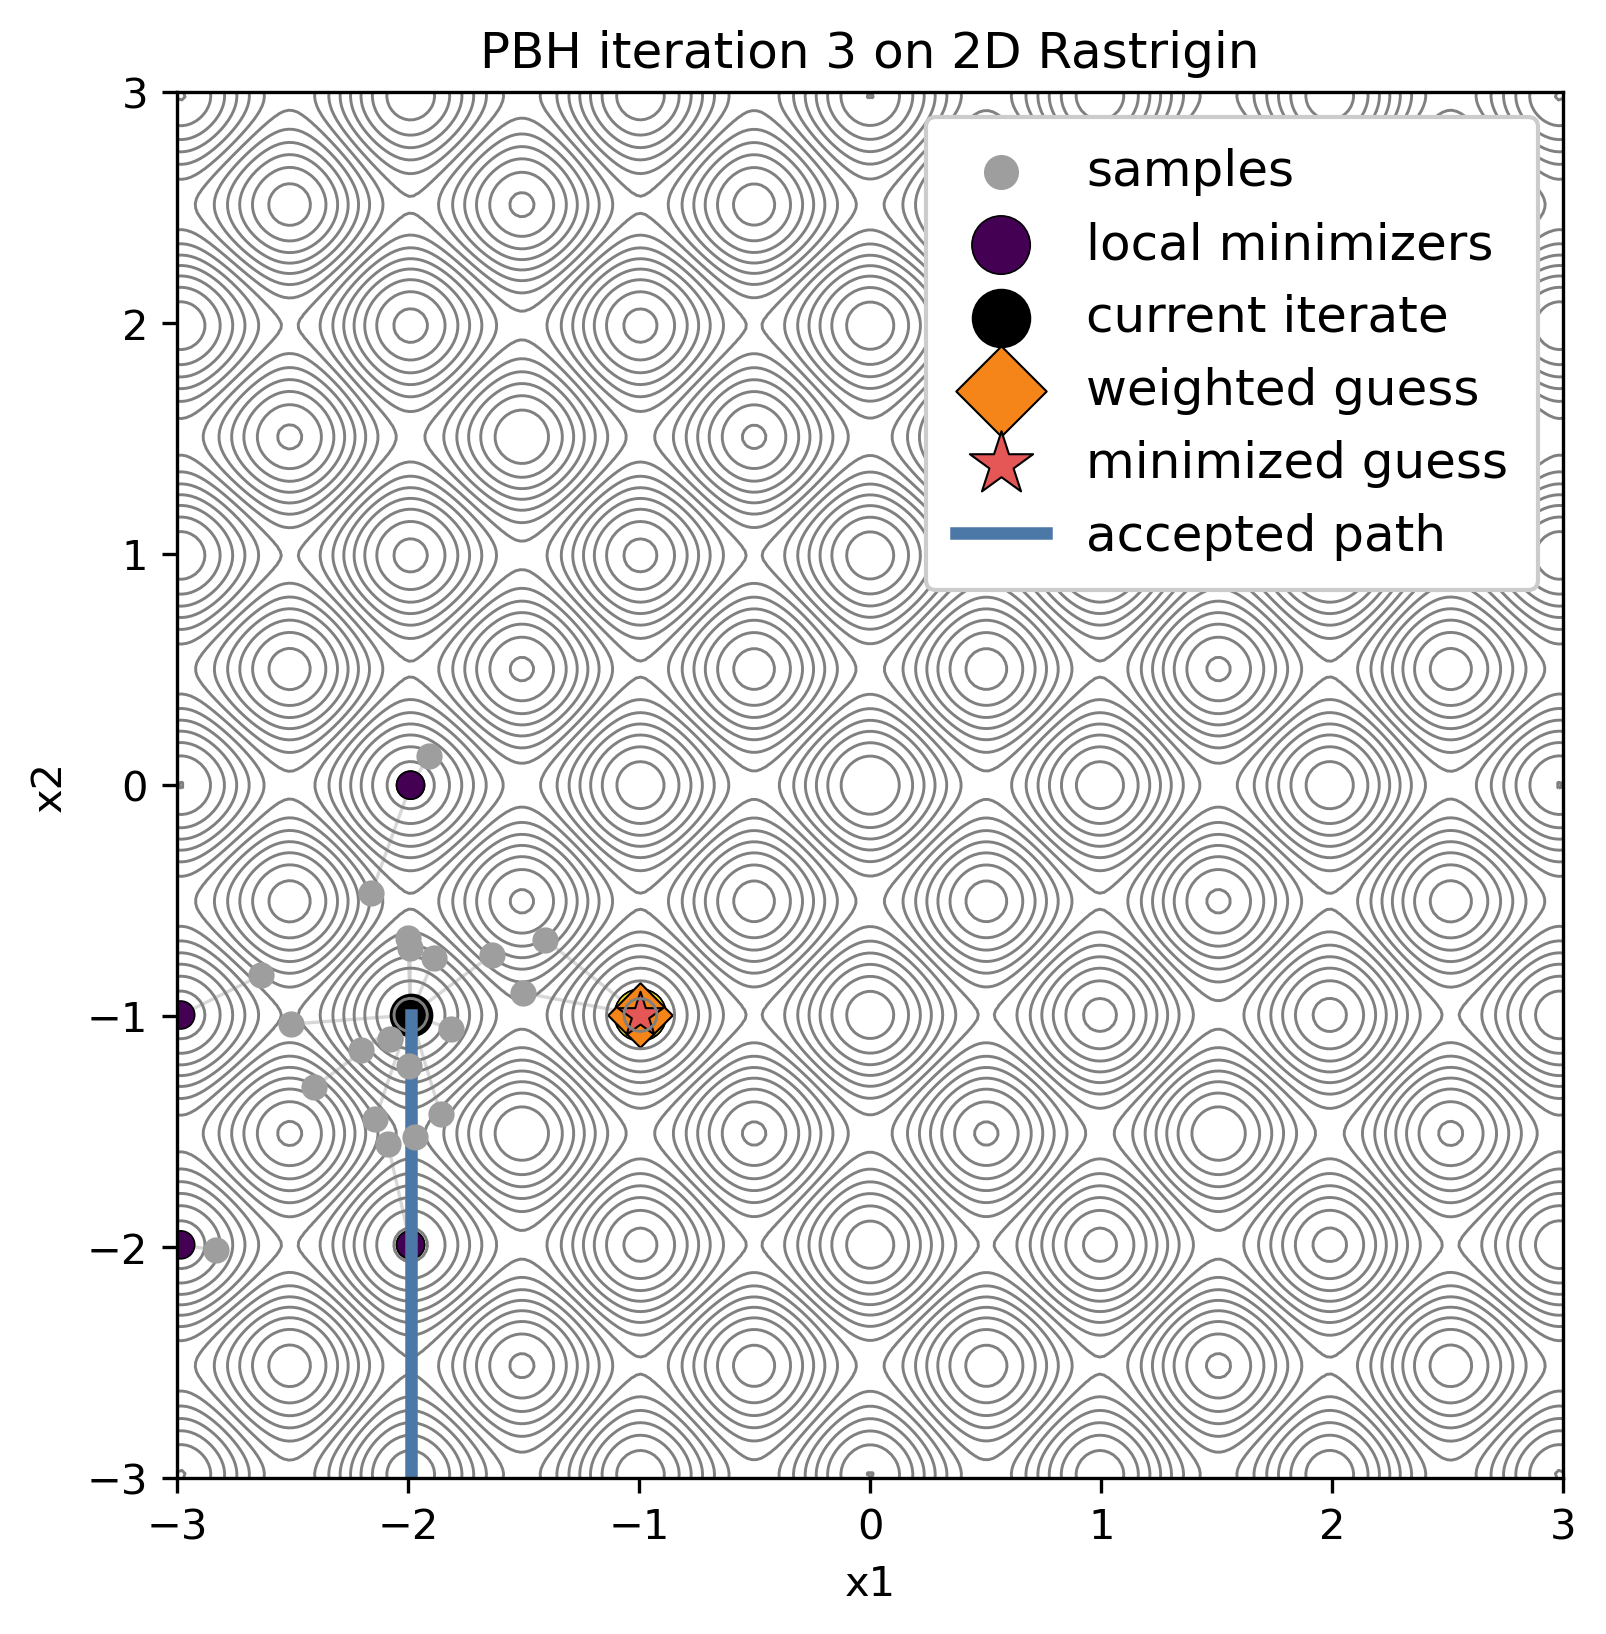 PBH iteration 3 on 2D Rastrigin
3
2
1
0
−1
−2
−3
x2
samples
local minimizers
current iterate
weighted guess
minimized guess
accepted path
−3
−2
−1
0
1
2
3
x1